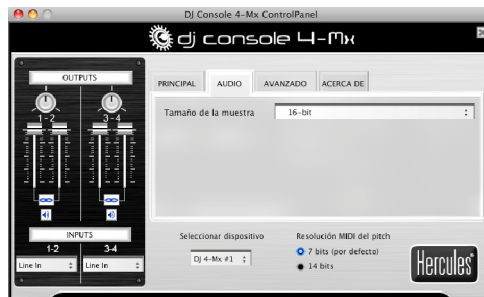 DJ Console 4-Mx ControlPanel
dj console 4-Mx
OUTPUTS
1-2
3-4
INPUTS
1-2
3-4
Line In
Line In
PRINCIPAL
AUDIO
AVANZADO
ACERCA DE
Tamaño de la muestra
16-bit
Seleccionar dispositivo
DJ 4-Mx #1
Resolución MIDI del pitch
7 bits (por defecto)
14 bits
Hercules